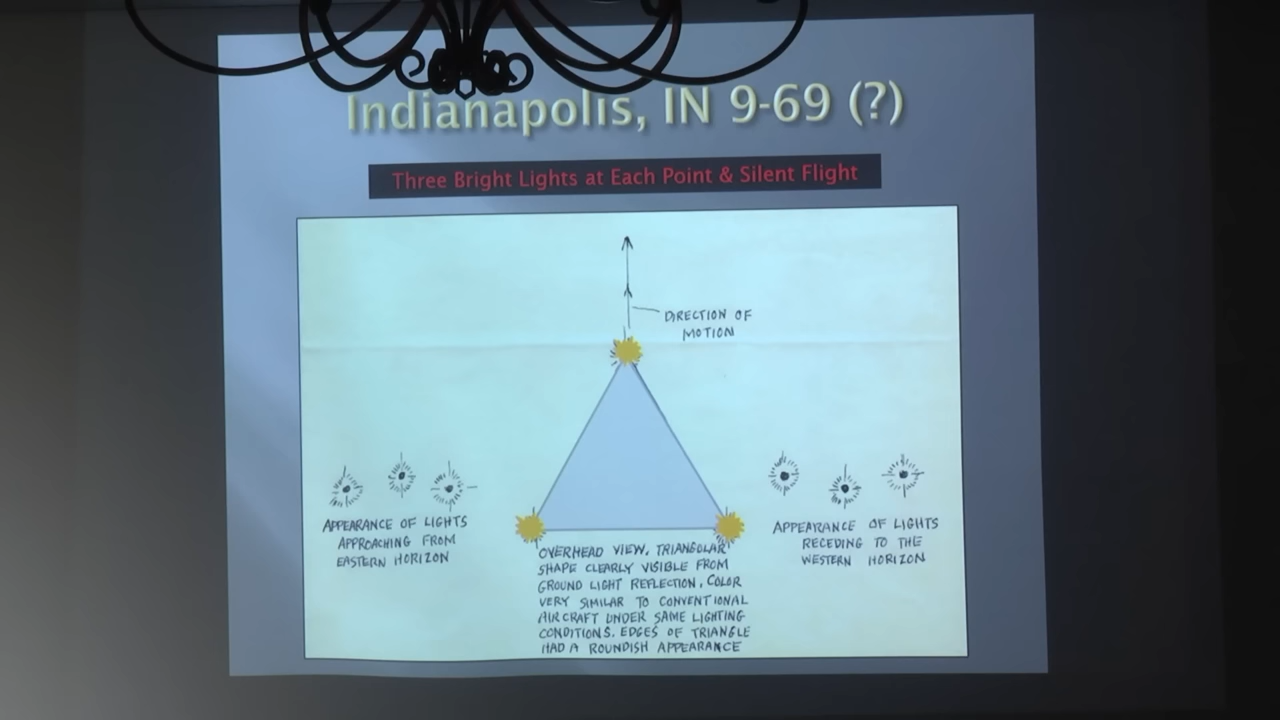 Indianapolis, IN 9-69 (?)
Three Bright Lights at Each Point & Silent Flight
DIRECTION OF
MOTION
APPEARANCE OF LIGHTS
APPROACHING FROM
EASTERN HORIZON
OVERHEAD VIEW, TRIANGULAR
SHAPE CLEARLY VISIBLE FROM
GROUND LIGHT REFLECTION, COLOR
VERY SIMILAR TO CONVENTIONAL
AIRCRAFT UNDER SAME LIGHTING
CONDITIONS. EDGES OF TRIANGLE
HAD A ROUNDISH APPEARANCE
APPEARANCE OF LIGHTS
RECEDING TO THE
WESTERN HORIZON